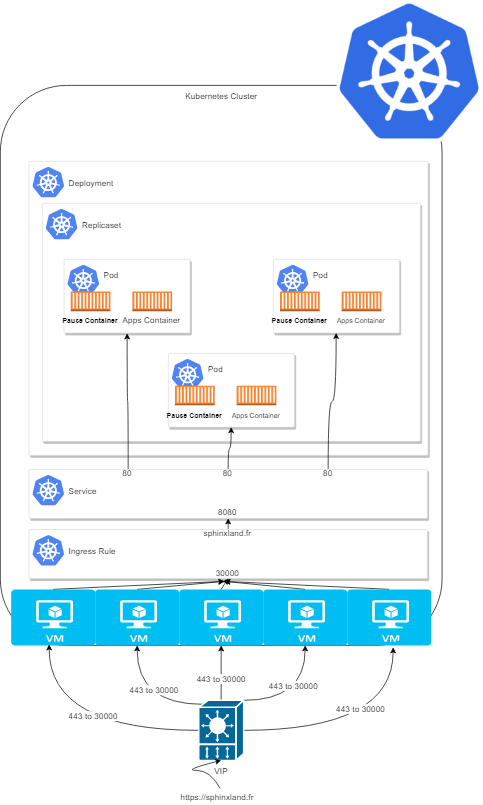 Kubernetes Cluster
Deployment
Replicaset
Pod
Pause Container
Apps Container
Pod
Pause Container
Apps Container
Pod
Pause Container
Apps Container
80
80
80
Service
8080
sphinxland.fr
Ingress Rule
30000
VM
VM
VM
VM
VM
443 to 30000
443 to 30000
443 to 30000
443 to 30000
443 to 30000
VIP
https://sphinxland.fr